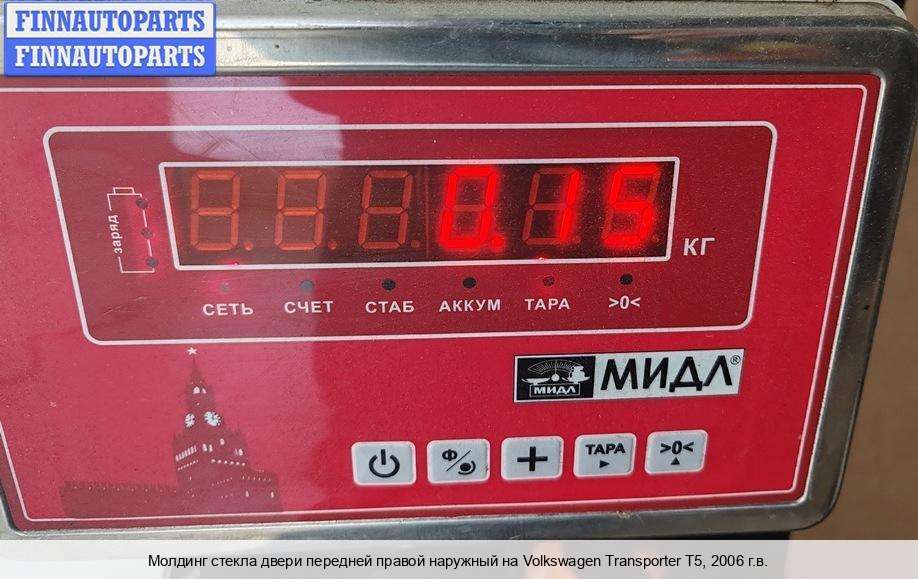 FINNAUTOPARTS
FINNAUTOPARTS
0.15
КГ
заряд
СЕТЬ СЧЕТ СТАБ АККУМ ТАРА >0<
МИДЛ МИДЛ®
Ф ТАРА >0<
Молдинг стекла двери передней правой наружный на Volkswagen Transporter T5, 2006 г.в.